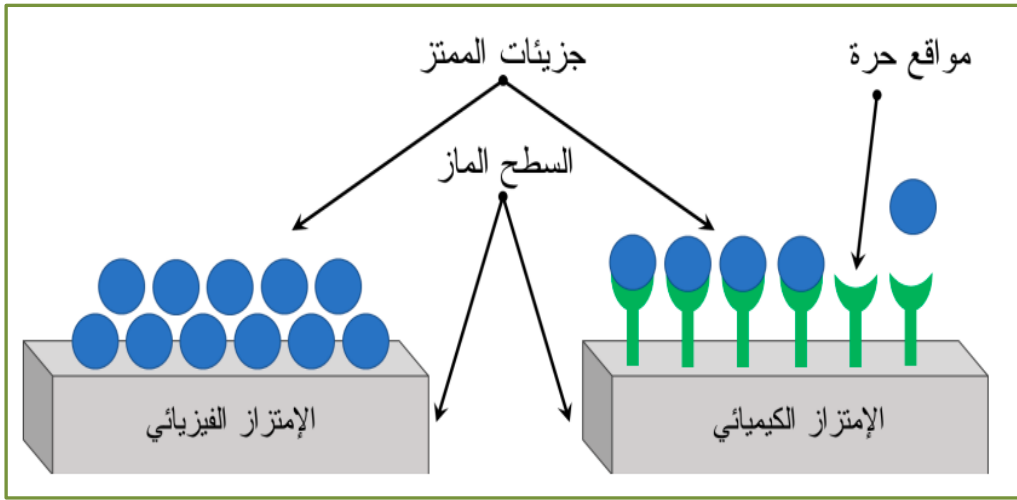 جزيئات الممتز
مواقع حرة
السطح الماز
الإمتزاز الفيزيائي
الإمتزاز الكيميائي